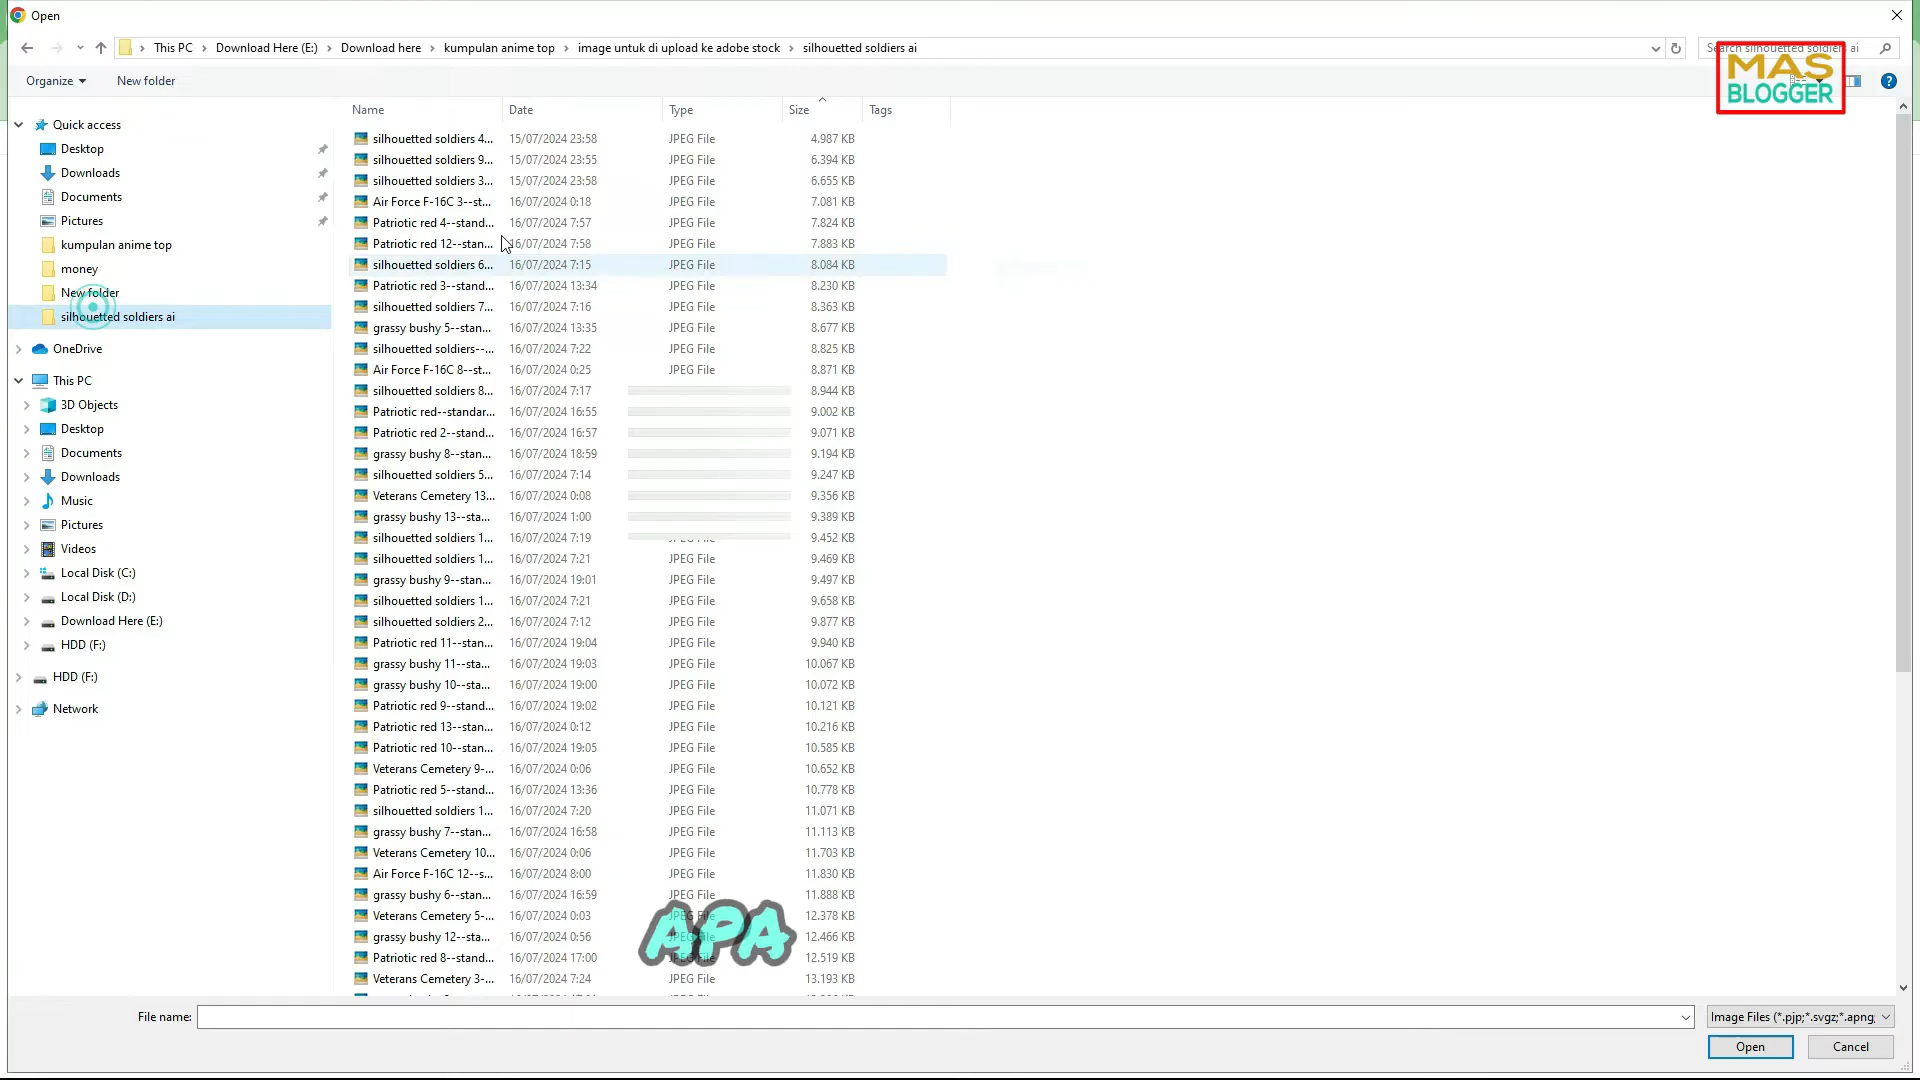 Open
This PC > Download Here (E:) > Download here > kumpulan anime top > image untuk di upload ke adobe stock > silhouetted soldiers ai
Search silhouetted soldiers ai
MAS
BLOGGER
Organize New folder
Name Date Type Size Tags
Quick access
Desktop
Downloads
Documents
Pictures
kumpulan anime top
money
New folder
silhouetted soldiers ai
OneDrive
This PC
3D Objects
Desktop
Documents
Downloads
Music
Pictures
Videos
Local Disk (C:)
Local Disk (D:)
Download Here (E:)
HDD (F:)
HDD (F:)
Network
silhouetted soldiers 4... 15/07/2024 23:58 JPEG File 4.987 KB
silhouetted soldiers 9... 15/07/2024 23:55 JPEG File 6.394 KB
silhouetted soldiers 3... 15/07/2024 23:58 JPEG File 6.655 KB
Air Force F-16C 3--st... 16/07/2024 0:18 JPEG File 7.081 KB
Patriotic red 4--stand... 16/07/2024 7:57 JPEG File 7.824 KB
Patriotic red 12--stan... 16/07/2024 7:58 JPEG File 7.883 KB
silhouetted soldiers 6... 16/07/2024 7:15 JPEG File 8.084 KB
Patriotic red 3--stand... 16/07/2024 13:34 JPEG File 8.230 KB
silhouetted soldiers 7... 16/07/2024 7:16 JPEG File 8.363 KB
grassy bushy 5--stan... 16/07/2024 13:35 JPEG File 8.677 KB
silhouetted soldiers--... 16/07/2024 7:22 JPEG File 8.825 KB
Air Force F-16C 8--st... 16/07/2024 0:25 JPEG File 8.871 KB
silhouetted soldiers 8... 16/07/2024 7:17 8.944 KB
Patriotic red--standar... 16/07/2024 16:55 9.002 KB
Patriotic red 2--stand... 16/07/2024 16:57 9.071 KB
grassy bushy 8--stan... 16/07/2024 18:59 9.194 KB
silhouetted soldiers 5... 16/07/2024 7:14 9.247 KB
Veterans Cemetery 13... 16/07/2024 0:08 9.356 KB
grassy bushy 13--sta... 16/07/2024 1:00 9.389 KB
silhouetted soldiers 1... 16/07/2024 7:19 9.452 KB
silhouetted soldiers 1... 16/07/2024 7:21 JPEG File 9.469 KB
grassy bushy 9--stan... 16/07/2024 19:01 JPEG File 9.497 KB
silhouetted soldiers 1... 16/07/2024 7:21 JPEG File 9.658 KB
silhouetted soldiers 2... 16/07/2024 7:12 JPEG File 9.877 KB
Patriotic red 11--stan... 16/07/2024 19:04 JPEG File 9.940 KB
grassy bushy 11--sta... 16/07/2024 19:03 JPEG File 10.067 KB
grassy bushy 10--sta... 16/07/2024 19:00 JPEG File 10.072 KB
Patriotic red 9--stand... 16/07/2024 19:02 JPEG File 10.121 KB
Patriotic red 13--stan... 16/07/2024 0:12 JPEG File 10.216 KB
Patriotic red 10--stan... 16/07/2024 19:05 JPEG File 10.585 KB
Veterans Cemetery 9-... 16/07/2024 0:06 JPEG File 10.652 KB
Patriotic red 5--stand... 16/07/2024 13:36 JPEG File 10.778 KB
silhouetted soldiers 1... 16/07/2024 7:20 JPEG File 11.071 KB
grassy bushy 7--stan... 16/07/2024 16:58 JPEG File 11.113 KB
Veterans Cemetery 10... 16/07/2024 0:06 JPEG File 11.703 KB
Air Force F-16C 12--s... 16/07/2024 8:00 JPEG File 11.830 KB
grassy bushy 6--stan... 16/07/2024 16:59 JPEG File 11.888 KB
Veterans Cemetery 5-... 16/07/2024 0:03 JPEG File 12.378 KB
grassy bushy 12--sta... 16/07/2024 0:56 JPEG File 12.466 KB
Patriotic red 8--stand... 16/07/2024 17:00 JPEG File 12.519 KB
Veterans Cemetery 3-... 16/07/2024 7:24 JPEG File 13.193 KB
APA
File name:
Image Files (*.pjp;*.svgz;*.apng;
Open Cancel